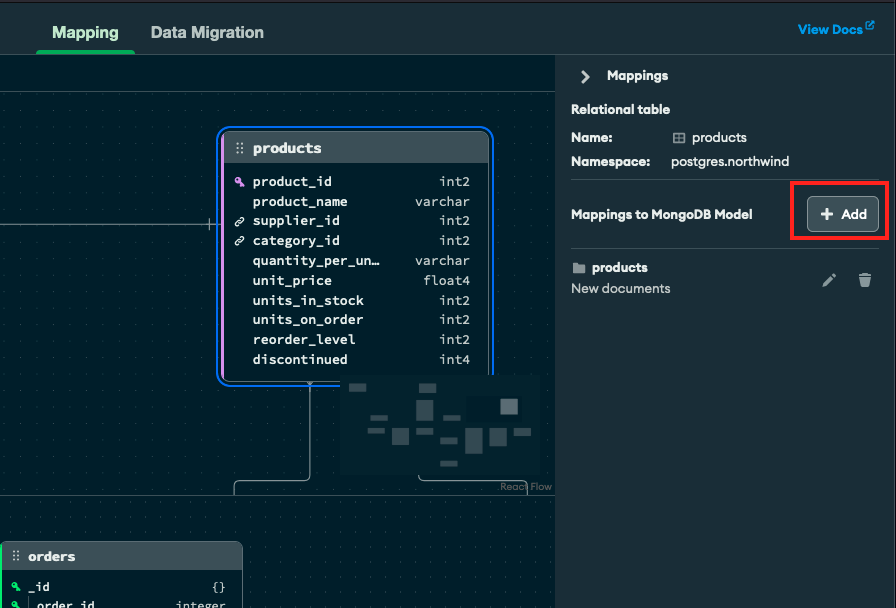 Mapping Data Migration
View Docs
products
product_id int2
product_name varchar
supplier_id int2
category_id int2
quantity_per_un… varchar
unit_price float4
units_in_stock int2
units_on_order int2
reorder_level int2
discontinued int4
React Flow
orders
_id {}
order_id integer
Mappings
Relational table
Name: products
Namespace: postgres.northwind
Mappings to MongoDB Model + Add
products
New documents